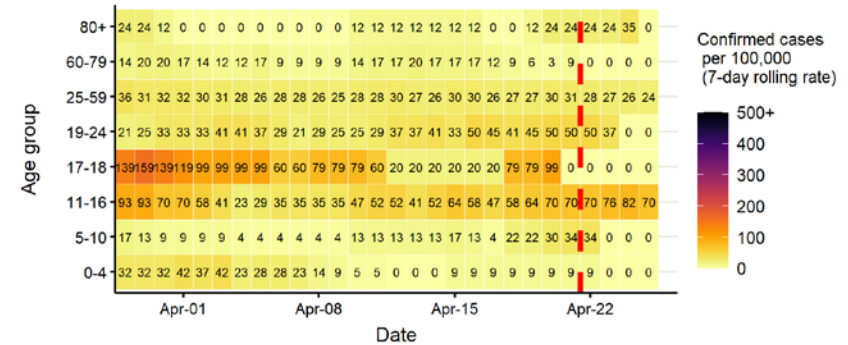 80+ 24 24 12 12 0 0 0 0 0 0 0 0 12 12 12 12 12 12 12 0 0 12 24 24 24 24 35 0
60-79 14 20 20 17 14 12 12 17 9 9 9 9 14 17 17 20 17 17 17 12 9 6 3 9 0 0 0 0
25-59 36 31 32 32 30 31 28 26 28 28 26 25 28 28 30 27 26 30 30 26 27 27 30 31 28 27 26 24
19-24 21 25 33 33 33 41 41 37 29 21 29 25 25 29 37 37 41 33 50 45 41 45 50 50 50 37 0 0
17-18 139 159 139 119 99 99 99 99 60 60 79 79 79 60 20 20 20 20 20 20 79 79 99 0 0 0 0 0
11-16 93 93 70 70 58 41 23 29 35 35 35 35 47 52 52 41 52 64 58 47 58 64 70 70 70 76 82 70
5-10 17 13 9 9 9 9 4 4 4 4 4 4 13 13 13 13 13 17 13 4 22 22 30 34 34 0 0 0
0-4 32 32 32 42 37 42 23 28 28 23 14 9 5 5 0 0 0 9 9 9 9 9 9 9 9 0 0 0
Apr-01 Apr-08 Apr-15 Apr-22
Date
Age group
Confirmed cases
per 100,000
(7-day rolling rate)
500+
400
300
200
100
0